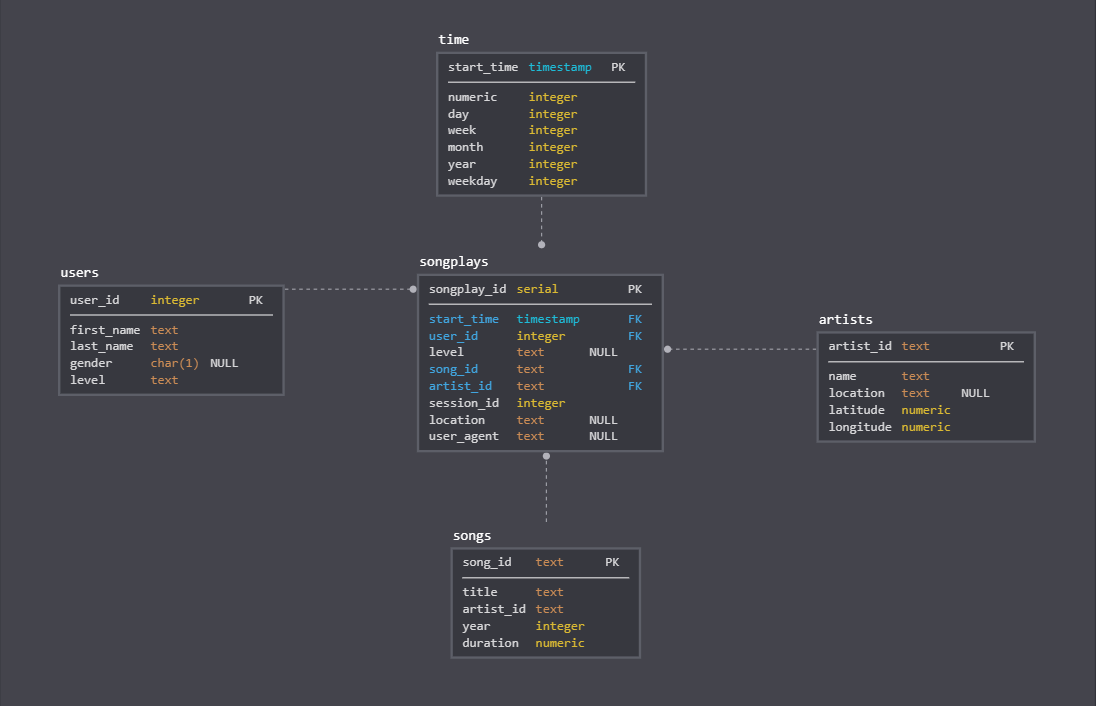 time
start_time timestamp PK
numeric integer
day integer
week integer
month integer
year integer
weekday integer
users
user_id integer PK
first_name text
last_name text
gender char(1) NULL
level text
songplays
songplay_id serial PK
start_time timestamp FK
user_id integer FK
level text NULL
song_id text FK
artist_id text FK
session_id integer
location text NULL
user_agent text NULL
artists
artist_id text PK
name text
location text NULL
latitude numeric
longitude numeric
songs
song_id text PK
title text
artist_id text
year integer
duration numeric